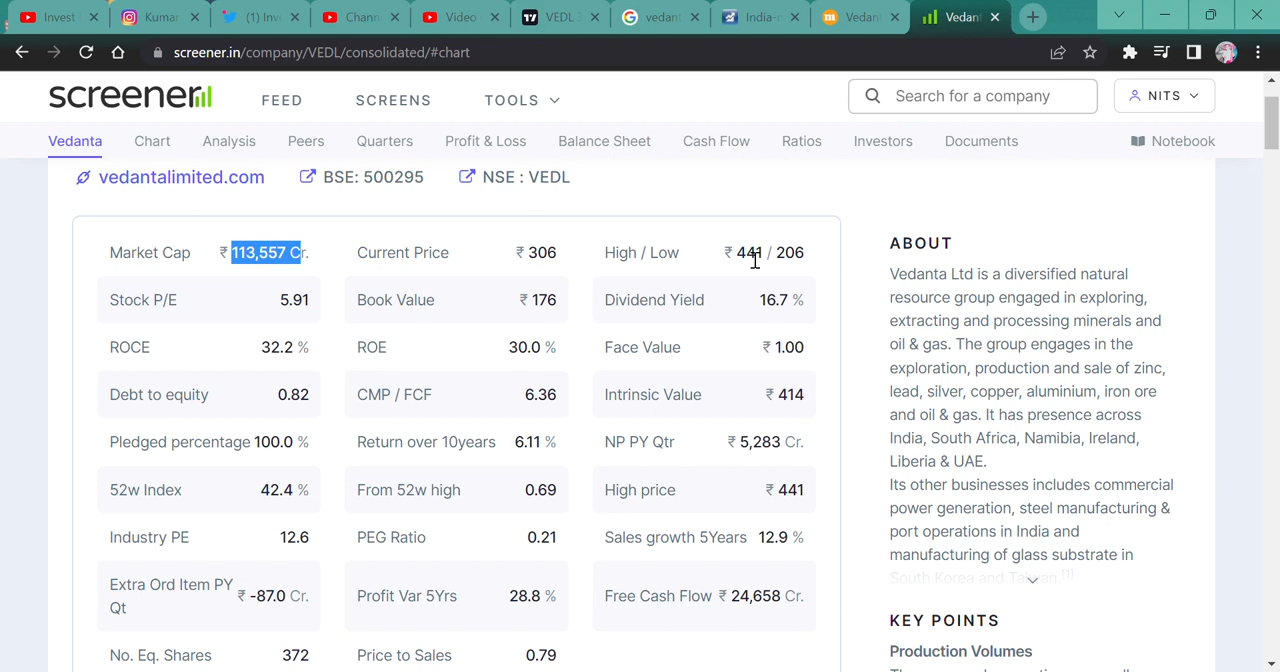 Invest
Kumar
(1) Inv
Chann
Video
VEDL
vedant
India-r
Vedan
Vedant
screener.in/company/VEDL/consolidated/#chart
screener
FEED
SCREENS
TOOLS
Search for a company
NITS
Vedanta
Chart
Analysis
Peers
Quarters
Profit & Loss
Balance Sheet
Cash Flow
Ratios
Investors
Documents
Notebook
vedantalimited.com
BSE: 500295
NSE : VEDL
Market Cap ₹ 113,557 Cr.
Current Price ₹ 306
High / Low ₹ 441 / 206
Stock P/E 5.91
Book Value ₹ 176
Dividend Yield 16.7 %
ROCE 32.2 %
ROE 30.0 %
Face Value ₹ 1.00
Debt to equity 0.82
CMP / FCF 6.36
Intrinsic Value ₹ 414
Pledged percentage 100.0 %
Return over 10years 6.11 %
NP PY Qtr ₹ 5,283 Cr.
52w Index 42.4 %
From 52w high 0.69
High price ₹ 441
Industry PE 12.6
PEG Ratio 0.21
Sales growth 5Years 12.9 %
Extra Ord Item PY
Qt ₹ -87.0 Cr.
Profit Var 5Yrs 28.8 %
Free Cash Flow ₹ 24,658 Cr.
No. Eq. Shares 372
Price to Sales 0.79
ABOUT
Vedanta Ltd is a diversified natural
resource group engaged in exploring,
extracting and processing minerals and
oil & gas. The group engages in the
exploration, production and sale of zinc,
lead, silver, copper, aluminium, iron ore
and oil & gas. It has presence across
India, South Africa, Namibia, Ireland,
Liberia & UAE.
Its other businesses includes commercial
power generation, steel manufacturing &
port operations in India and
manufacturing of glass substrate in
South Korea and Taiwan.[1]
KEY POINTS
Production Volumes